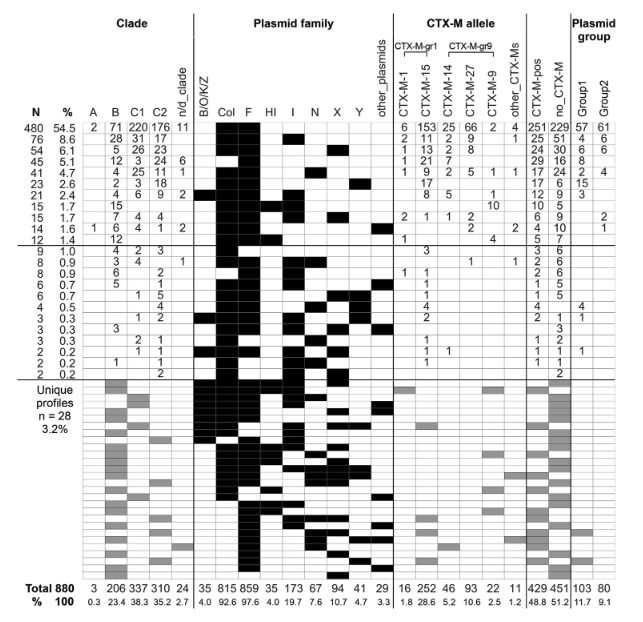 Clade Plasmid family CTX-M allele Plasmid group
CTX-M-gr1 CTX-M-gr9
N % A B C1 C2 n/d_clade B/O/K/Z Col F HI I N X Y other_plasmids CTX-M-1 CTX-M-15 CTX-M-14 CTX-M-27 CTX-M-9 other_CTX-Ms CTX-M-pos no_CTX-M Group1 Group2
480 54.5 2 71 220 176 11 6 153 25 66 2 4 251 229 57 61
76 8.6 28 31 17 2 11 2 9 1 25 51 4 6
54 6.1 5 26 23 1 13 2 8 24 30 6 6
45 5.1 12 3 24 6 1 21 7 29 16 8
41 4.7 4 25 11 1 1 9 2 5 1 1 17 24 2 4
23 2.6 2 3 18 17 17 6 15
21 2.4 4 6 9 2 8 5 1 12 9 3
15 1.7 15 10 10 5
15 1.7 7 4 4 2 1 1 2 6 9 2
14 1.6 1 6 4 1 2 2 2 4 10 1
12 1.4 12 1 4 5 7
9 1.0 4 2 3 3 3 6
8 0.9 3 4 1 1 1 2 6
8 0.9 6 2 1 1 2 6
6 0.7 5 1 1 1 5
6 0.7 1 5 1 1 5
4 0.5 4 4 4 4
3 0.3 1 2 2 2 1 1
3 0.3 3 3
3 0.3 2 1 1 1 2
2 0.2 1 1 1 1 1 1 1
2 0.2 1 1 1 1 1
2 0.2 2 2
Unique
profiles
n = 28
3.2%
Total 880 3 206 337 310 24 35 815 859 35 173 67 94 41 29 16 252 46 93 22 11 429 451 103 80
% 100 0.3 23.4 38.3 35.2 2.7 4.0 92.6 97.6 4.0 19.7 7.6 10.7 4.7 3.3 1.8 28.6 5.2 10.6 2.5 1.2 48.8 51.2 11.7 9.1